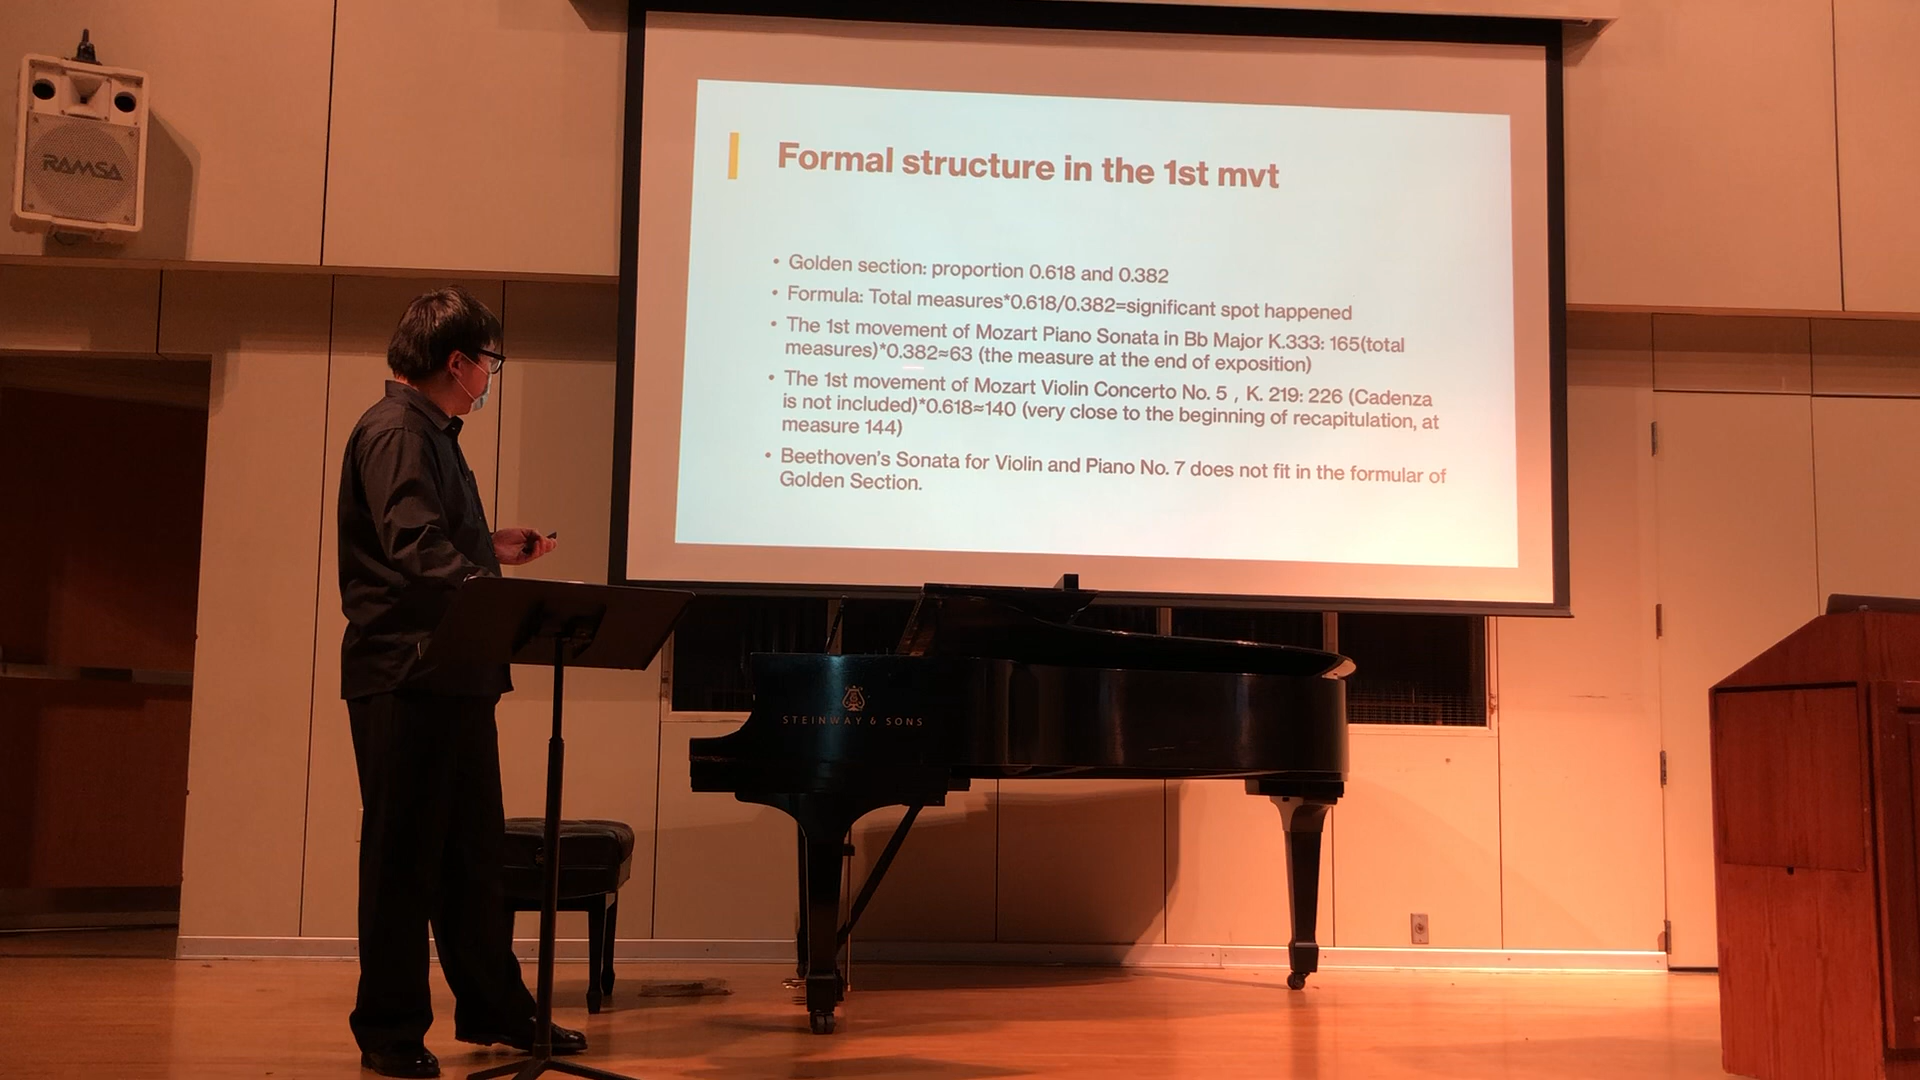 RAMSA
Formal structure in the 1st mvt
• Golden section: proportion 0.618 and 0.382
• Formula: Total measures*0.618/0.382=significant spot happened
• The 1st movement of Mozart Piano Sonata in Bb Major K.333: 165(total
measures)*0.382≈63 (the measure at the end of exposition)
• The 1st movement of Mozart Violin Concerto No. 5 , K. 219: 226 (Cadenza
is not included)*0.618≈140 (very close to the beginning of recapitulation, at
measure 144)
• Beethoven's Sonata for Violin and Piano No. 7 does not fit in the formular of
Golden Section.
STEINWAY & SONS